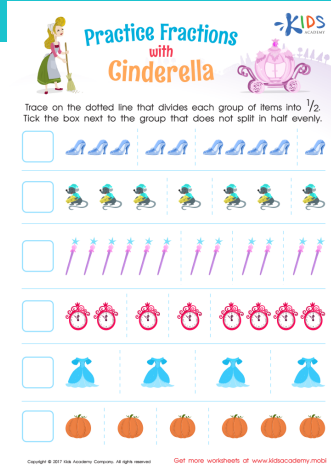 KIDS
ACADEMY
Practice Fractions
with
Cinderella
Trace on the dotted line that divides each group of items into 1/2.
Tick the box next to the group that does not split in half evenly.
Copyright © 2017 Kids Academy Company. All rights reserved
Get more worksheets at www.kidsacademy.mobi